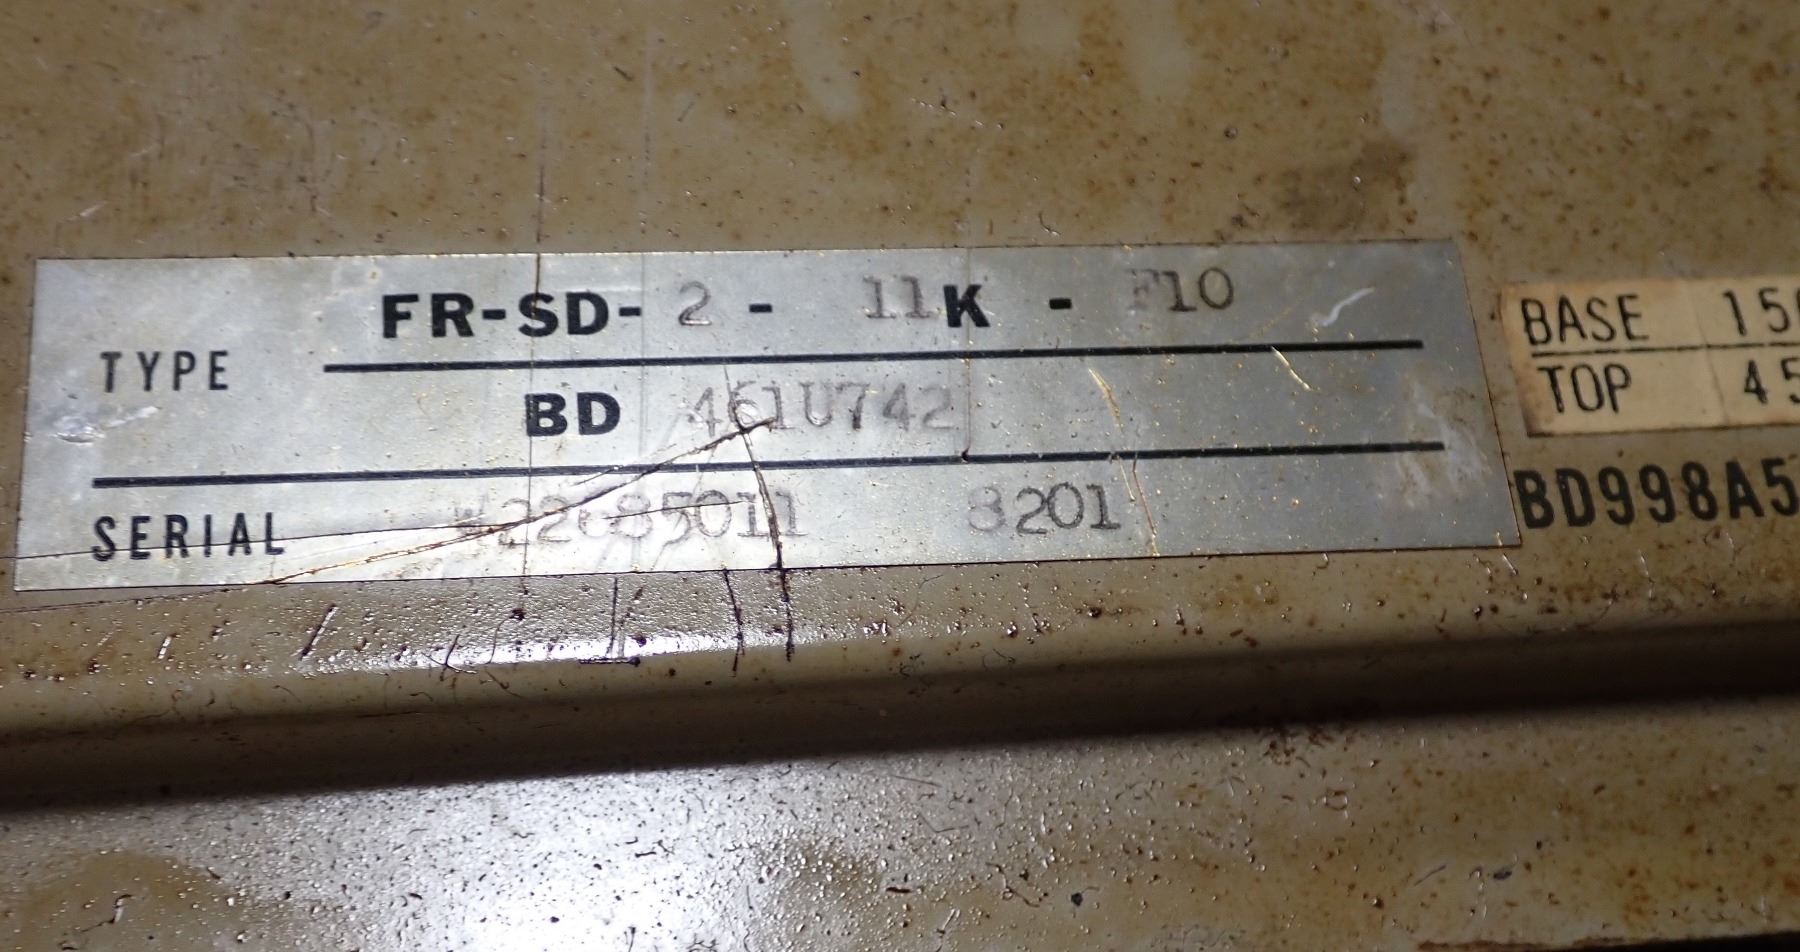 TYPE
FR-SD- 2 - 11K - F10
BD 461U742
SERIAL 8201
BASE
TOP
BD998A5